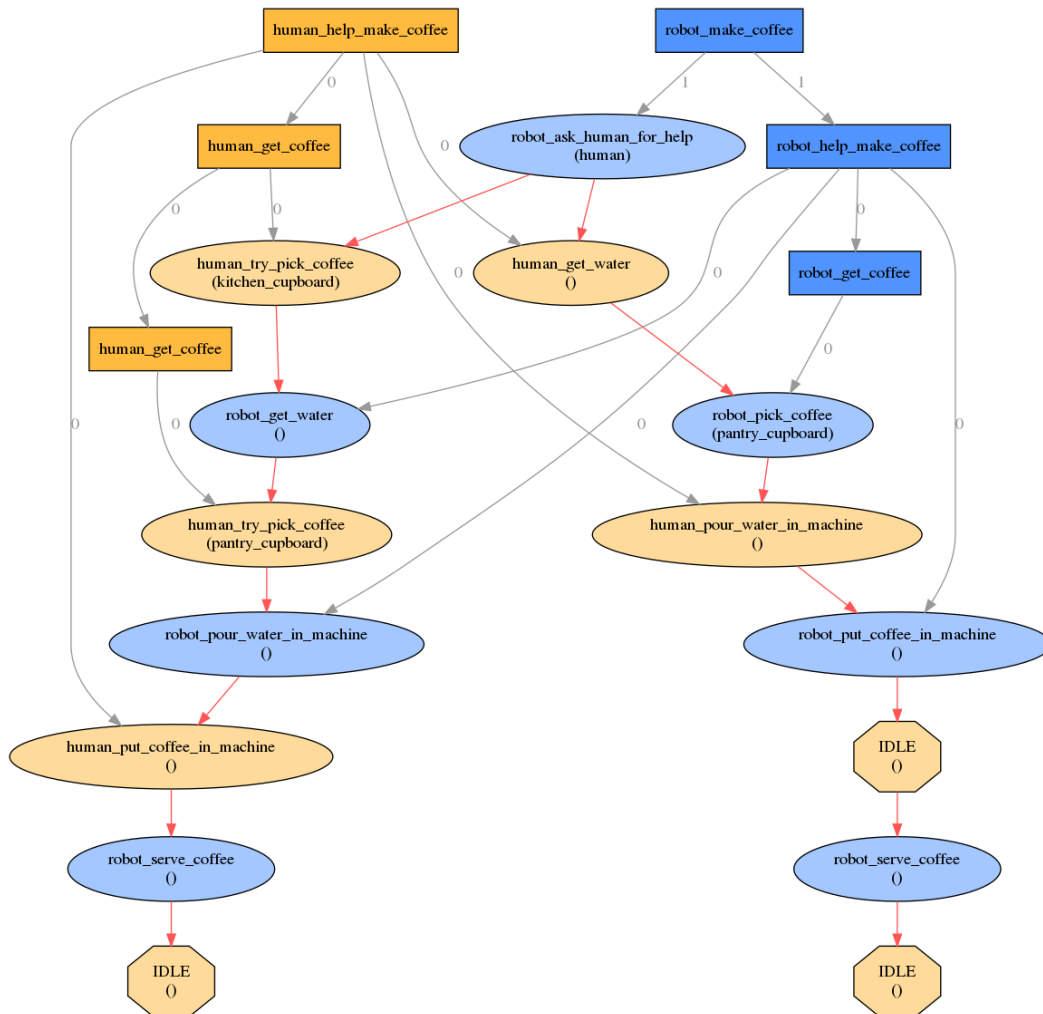 human_help_make_coffee
robot_make_coffee
0
1
1
human_get_coffee
robot_ask_human_for_help
(human)
robot_help_make_coffee
0
0
0
0
human_try_pick_coffee
(kitchen_cupboard)
human_get_water
()
robot_get_coffee
0
0
human_get_coffee
0
robot_get_water
()
robot_pick_coffee
(pantry_cupboard)
0
0
0
0
human_try_pick_coffee
(pantry_cupboard)
human_pour_water_in_machine
()
robot_pour_water_in_machine
()
robot_put_coffee_in_machine
()
human_put_coffee_in_machine
()
IDLE
()
robot_serve_coffee
()
robot_serve_coffee
()
IDLE
()
IDLE
()